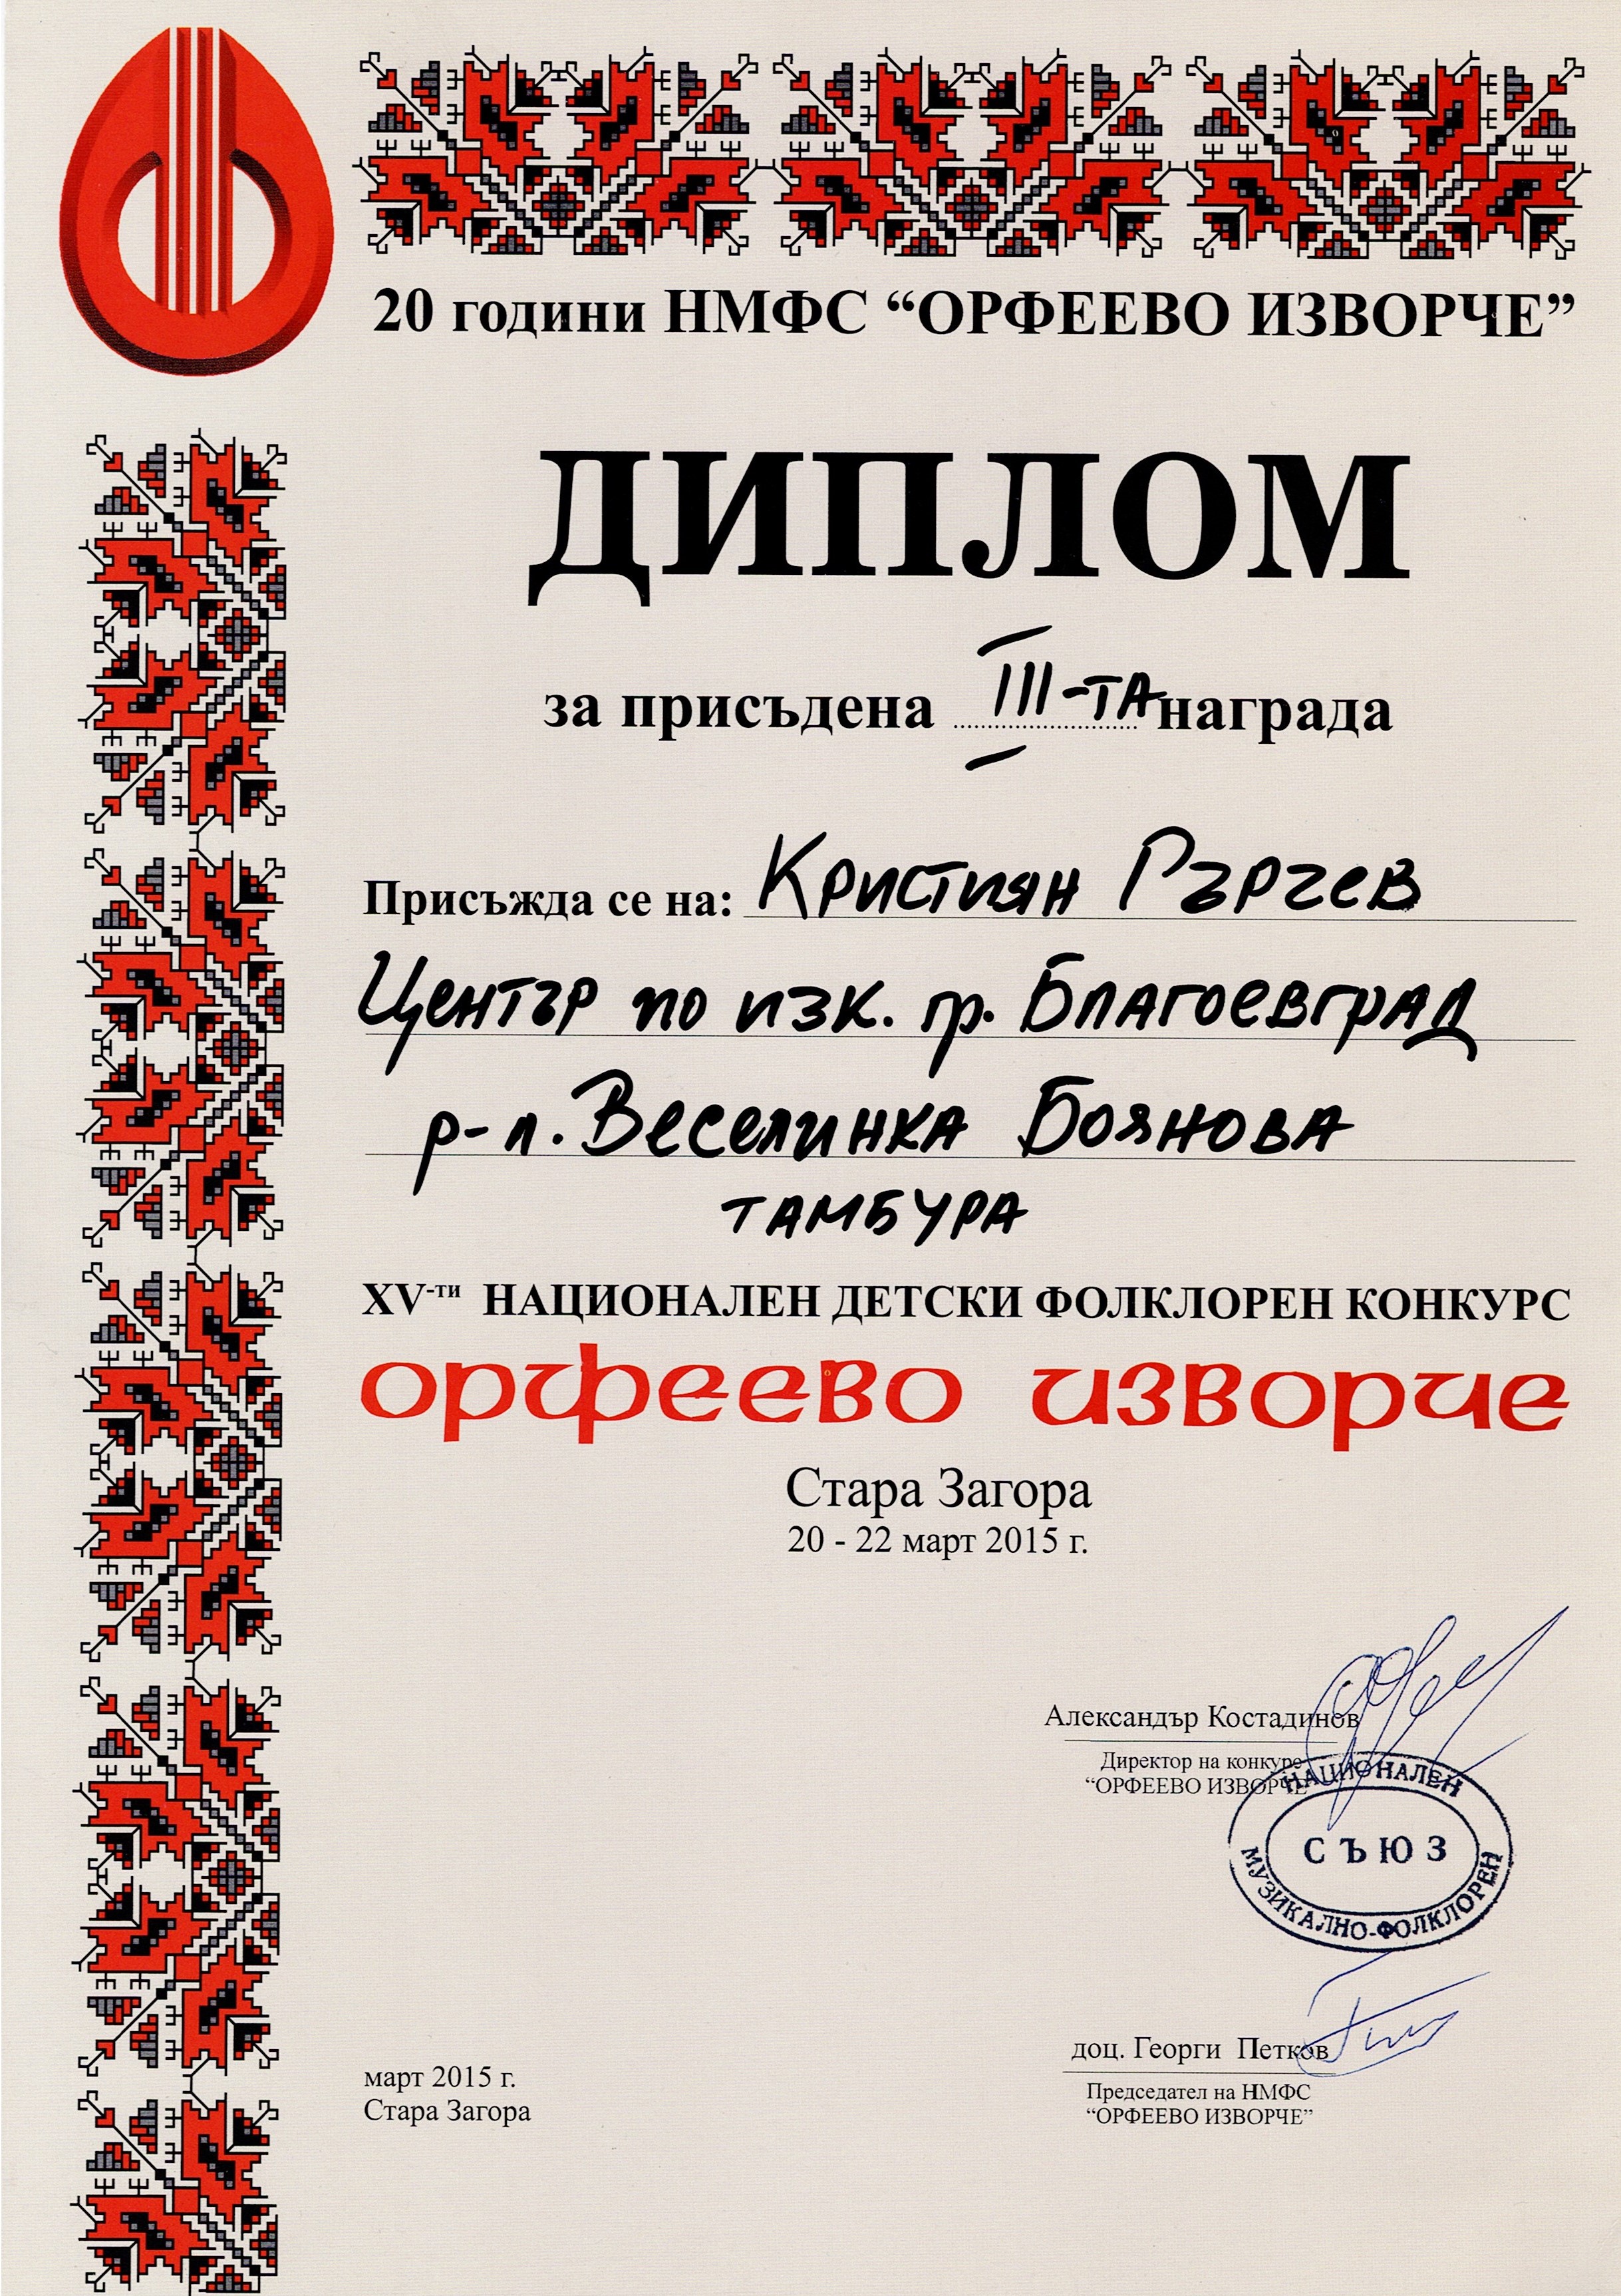 20 години НМФС “ОРФЕЕВО ИЗВОРЧЕ”
ДИПЛОМ
за присъдена III-ТА награда
Присъжда се на: Кристиян Гъргев
Център по изк. гр. Благоевград
р-л. Веселинка Боянова
ТАМБУРА
XV-ти НАЦИОНАЛЕН ДЕТСКИ ФОЛКЛОРЕН КОНКУРС
орфеево изворче
Стара Загора
20 - 22 март 2015 г.
Александър Костадинов
Директор на конкурс
“ОРФЕЕВО ИЗВОРЧЕ”
НАЦИОНАЛЕН
СЪЮЗ
МУЗИКАЛНО-ФОЛКЛОРЕН
доц. Георги Петков
Председател на НМФС
“ОРФЕЕВО ИЗВОРЧЕ”
март 2015 г.
Стара Загора